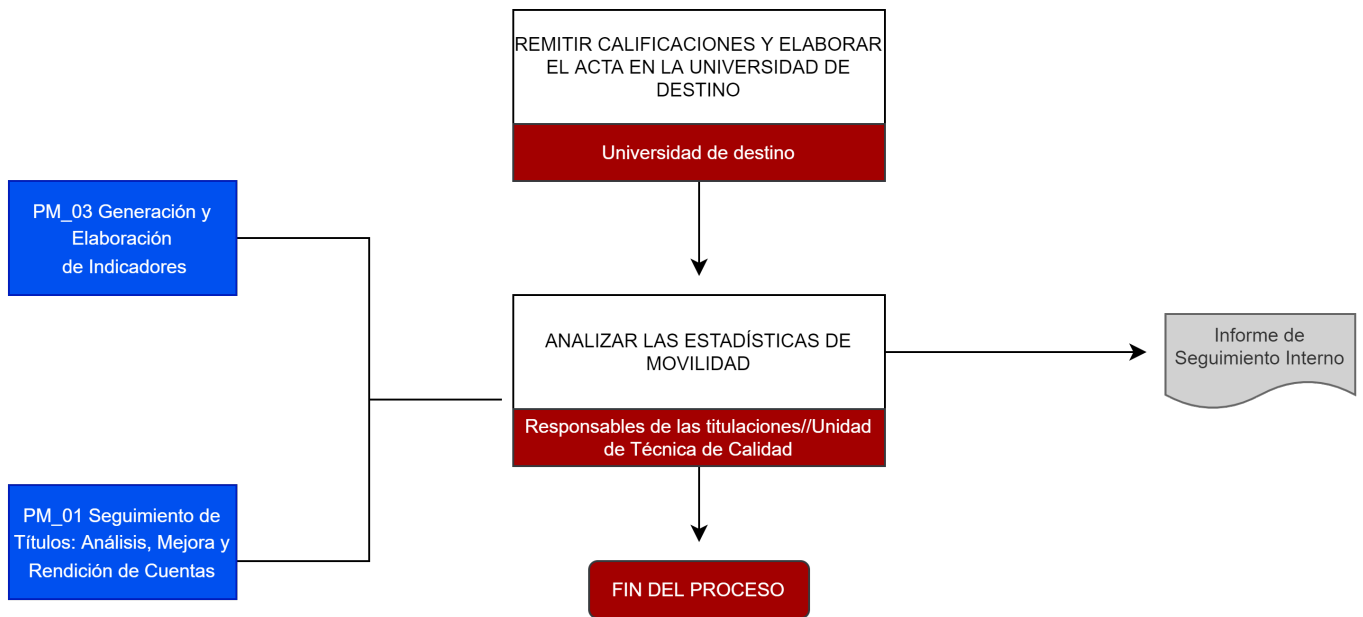 REMITIR CALIFICACIONES Y ELABORAR
EL ACTA EN LA UNIVERSIDAD DE
DESTINO
Universidad de destino
PM_03 Generación y
Elaboración
de Indicadores
ANALIZAR LAS ESTADÍSTICAS DE
MOVILIDAD
Responsables de las titulaciones//Unidad
de Técnica de Calidad
Informe de
Seguimiento Interno
PM_01 Seguimiento de
Títulos: Análisis, Mejora y
Rendición de Cuentas
FIN DEL PROCESO